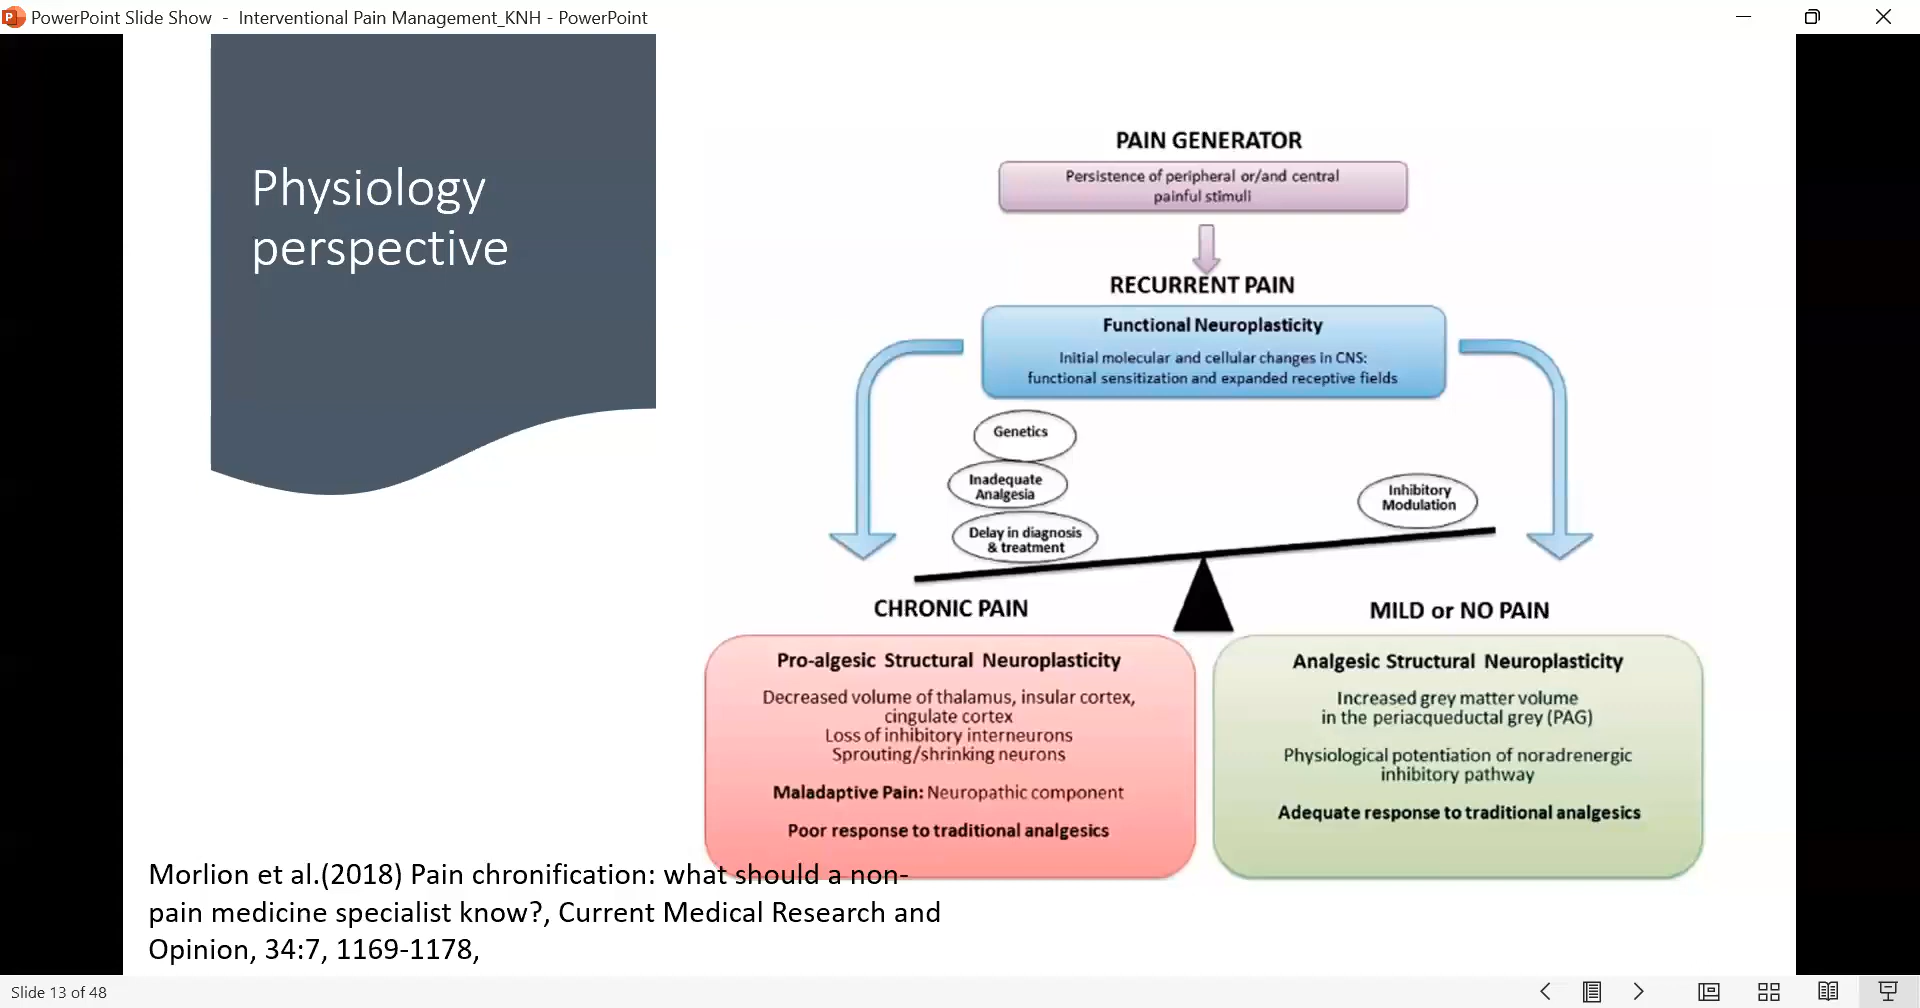 PowerPoint Slide Show - Interventional Pain Management_KNH - PowerPoint
Physiology
perspective
PAIN GENERATOR
Persistence of peripheral or/and central
painful stimuli
RECURRENT PAIN
Functional Neuroplasticity
Initial molecular and cellular changes in CNS:
functional sensitization and expanded receptive fields
Genetics
Inadequate
Analgesia
Delay in diagnosis
& treatment
Inhibitory
Modulation
CHRONIC PAIN
Pro-algesic Structural Neuroplasticity
Decreased volume of thalamus, insular cortex,
cingulate cortex
Loss of inhibitory interneurons
Sprouting/shrinking neurons
Maladaptive Pain: Neuropathic component
Poor response to traditional analgesics
MILD or NO PAIN
Analgesic Structural Neuroplasticity
Increased grey matter volume
in the periacqueductal grey (PAG)
Physiological potentiation of noradrenergic
inhibitory pathway
Adequate response to traditional analgesics
Morlion et al.(2018) Pain chronification: what should a non-
pain medicine specialist know?, Current Medical Research and
Opinion, 34:7, 1169-1178,
Slide 13 of 48